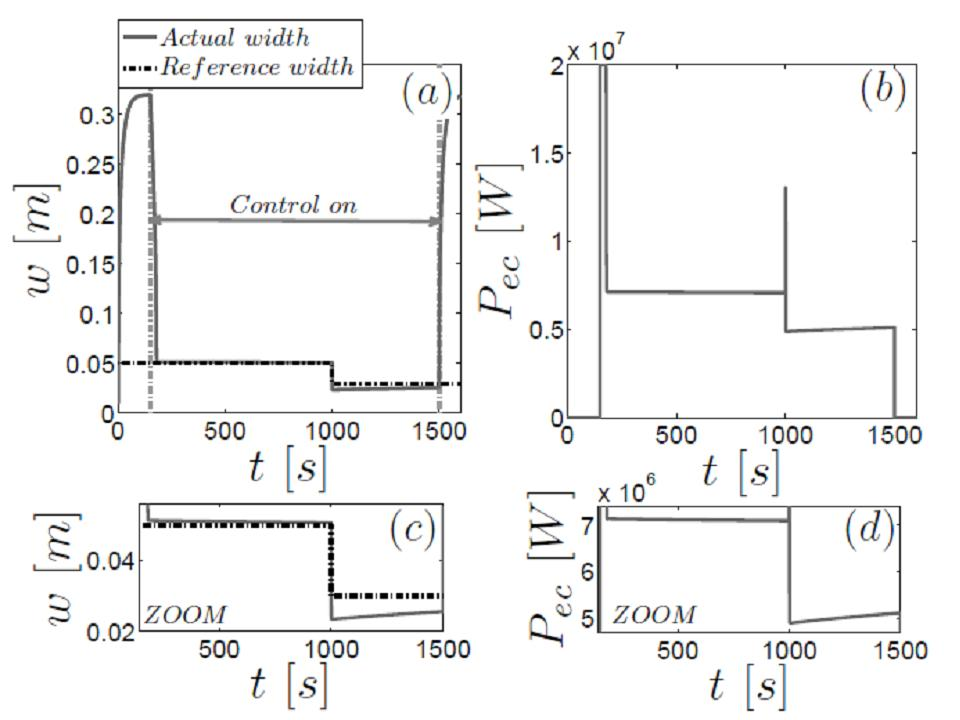 Actual width
Reference width
(a)
w [m]
0.3
0.25
0.2
0.15
0.1
0.05
0
Control on
0 500 1000 1500
t [s]
x 10^7
(b)
P_ec [W]
2
1.5
1
0.5
0
0 500 1000 1500
t [s]
(c)
w [m]
0.04
0.02
ZOOM
500 1000 1500
t [s]
x 10^6
(d)
P_ec [W]
7
6
5
ZOOM
500 1000 1500
t [s]